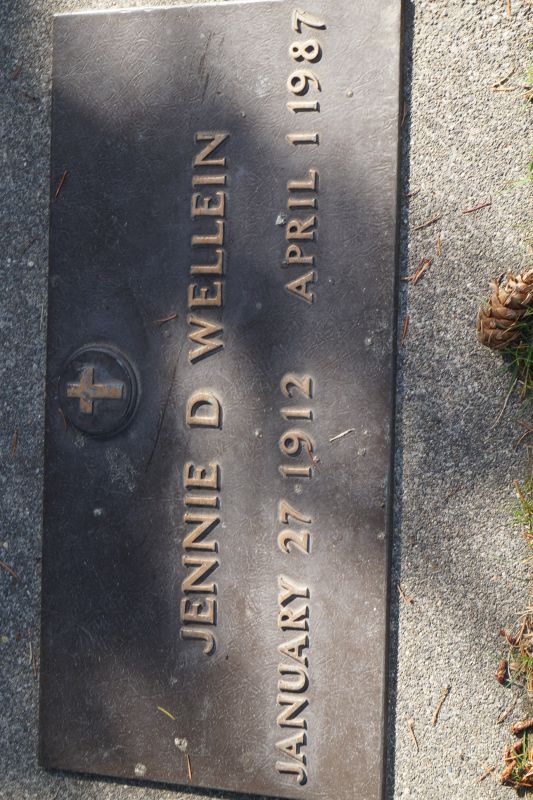 JENNIE D WELLEIN
JANUARY 27 1912 APRIL 1 1987